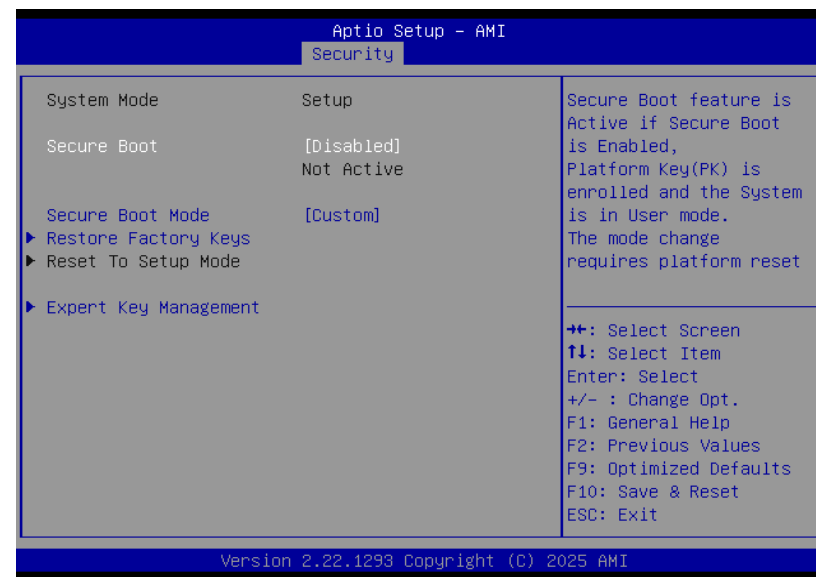 Aptio Setup – AMI
Security
System Mode Setup
Secure Boot [Disabled]
Not Active
Secure Boot Mode [Custom]
Restore Factory Keys
Reset To Setup Mode
Expert Key Management
Secure Boot feature is
Active if Secure Boot
is Enabled,
Platform Key(PK) is
enrolled and the System
is in User mode.
The mode change
requires platform reset
→←: Select Screen
↑↓: Select Item
Enter: Select
+/– : Change Opt.
F1: General Help
F2: Previous Values
F9: Optimized Defaults
F10: Save & Reset
ESC: Exit
Version 2.22.1293 Copyright (C) 2025 AMI